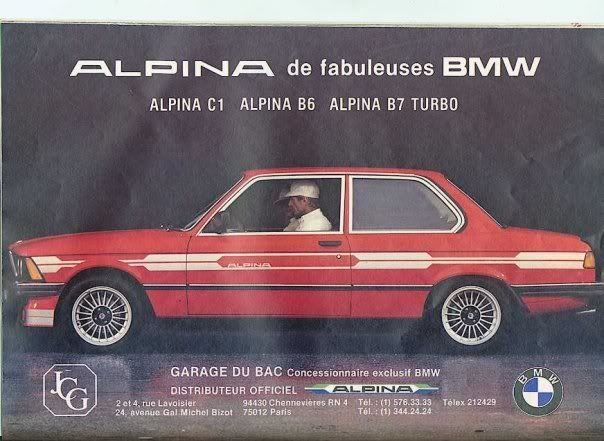 ALPINA de fabuleuses BMW
ALPINA C1 ALPINA B6 ALPINA B7 TURBO
ALPINA
GARAGE DU BAC Concessionnaire exclusif BMW
DISTRIBUTEUR OFFICIEL ALPINA
2 et 4, rue Lavoisier 94430 Chennevières RN 4 Tél. : (1) 576.33.33 Télex 212429
24, avenue Gal. Michel Bizot 75012 Paris Tél. : (1) 344.24.24
JCG
BMW